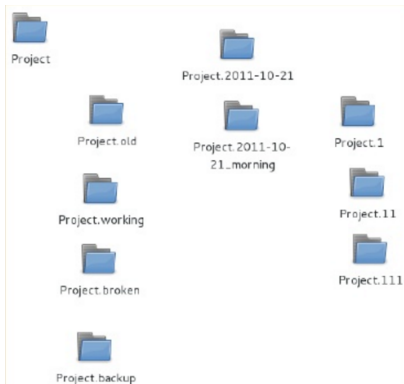 Project
Project.2011-10-21
Project.old
Project.2011-10-
21_morning
Project.1
Project.working
Project.11
Project.broken
Project.111
Project.backup